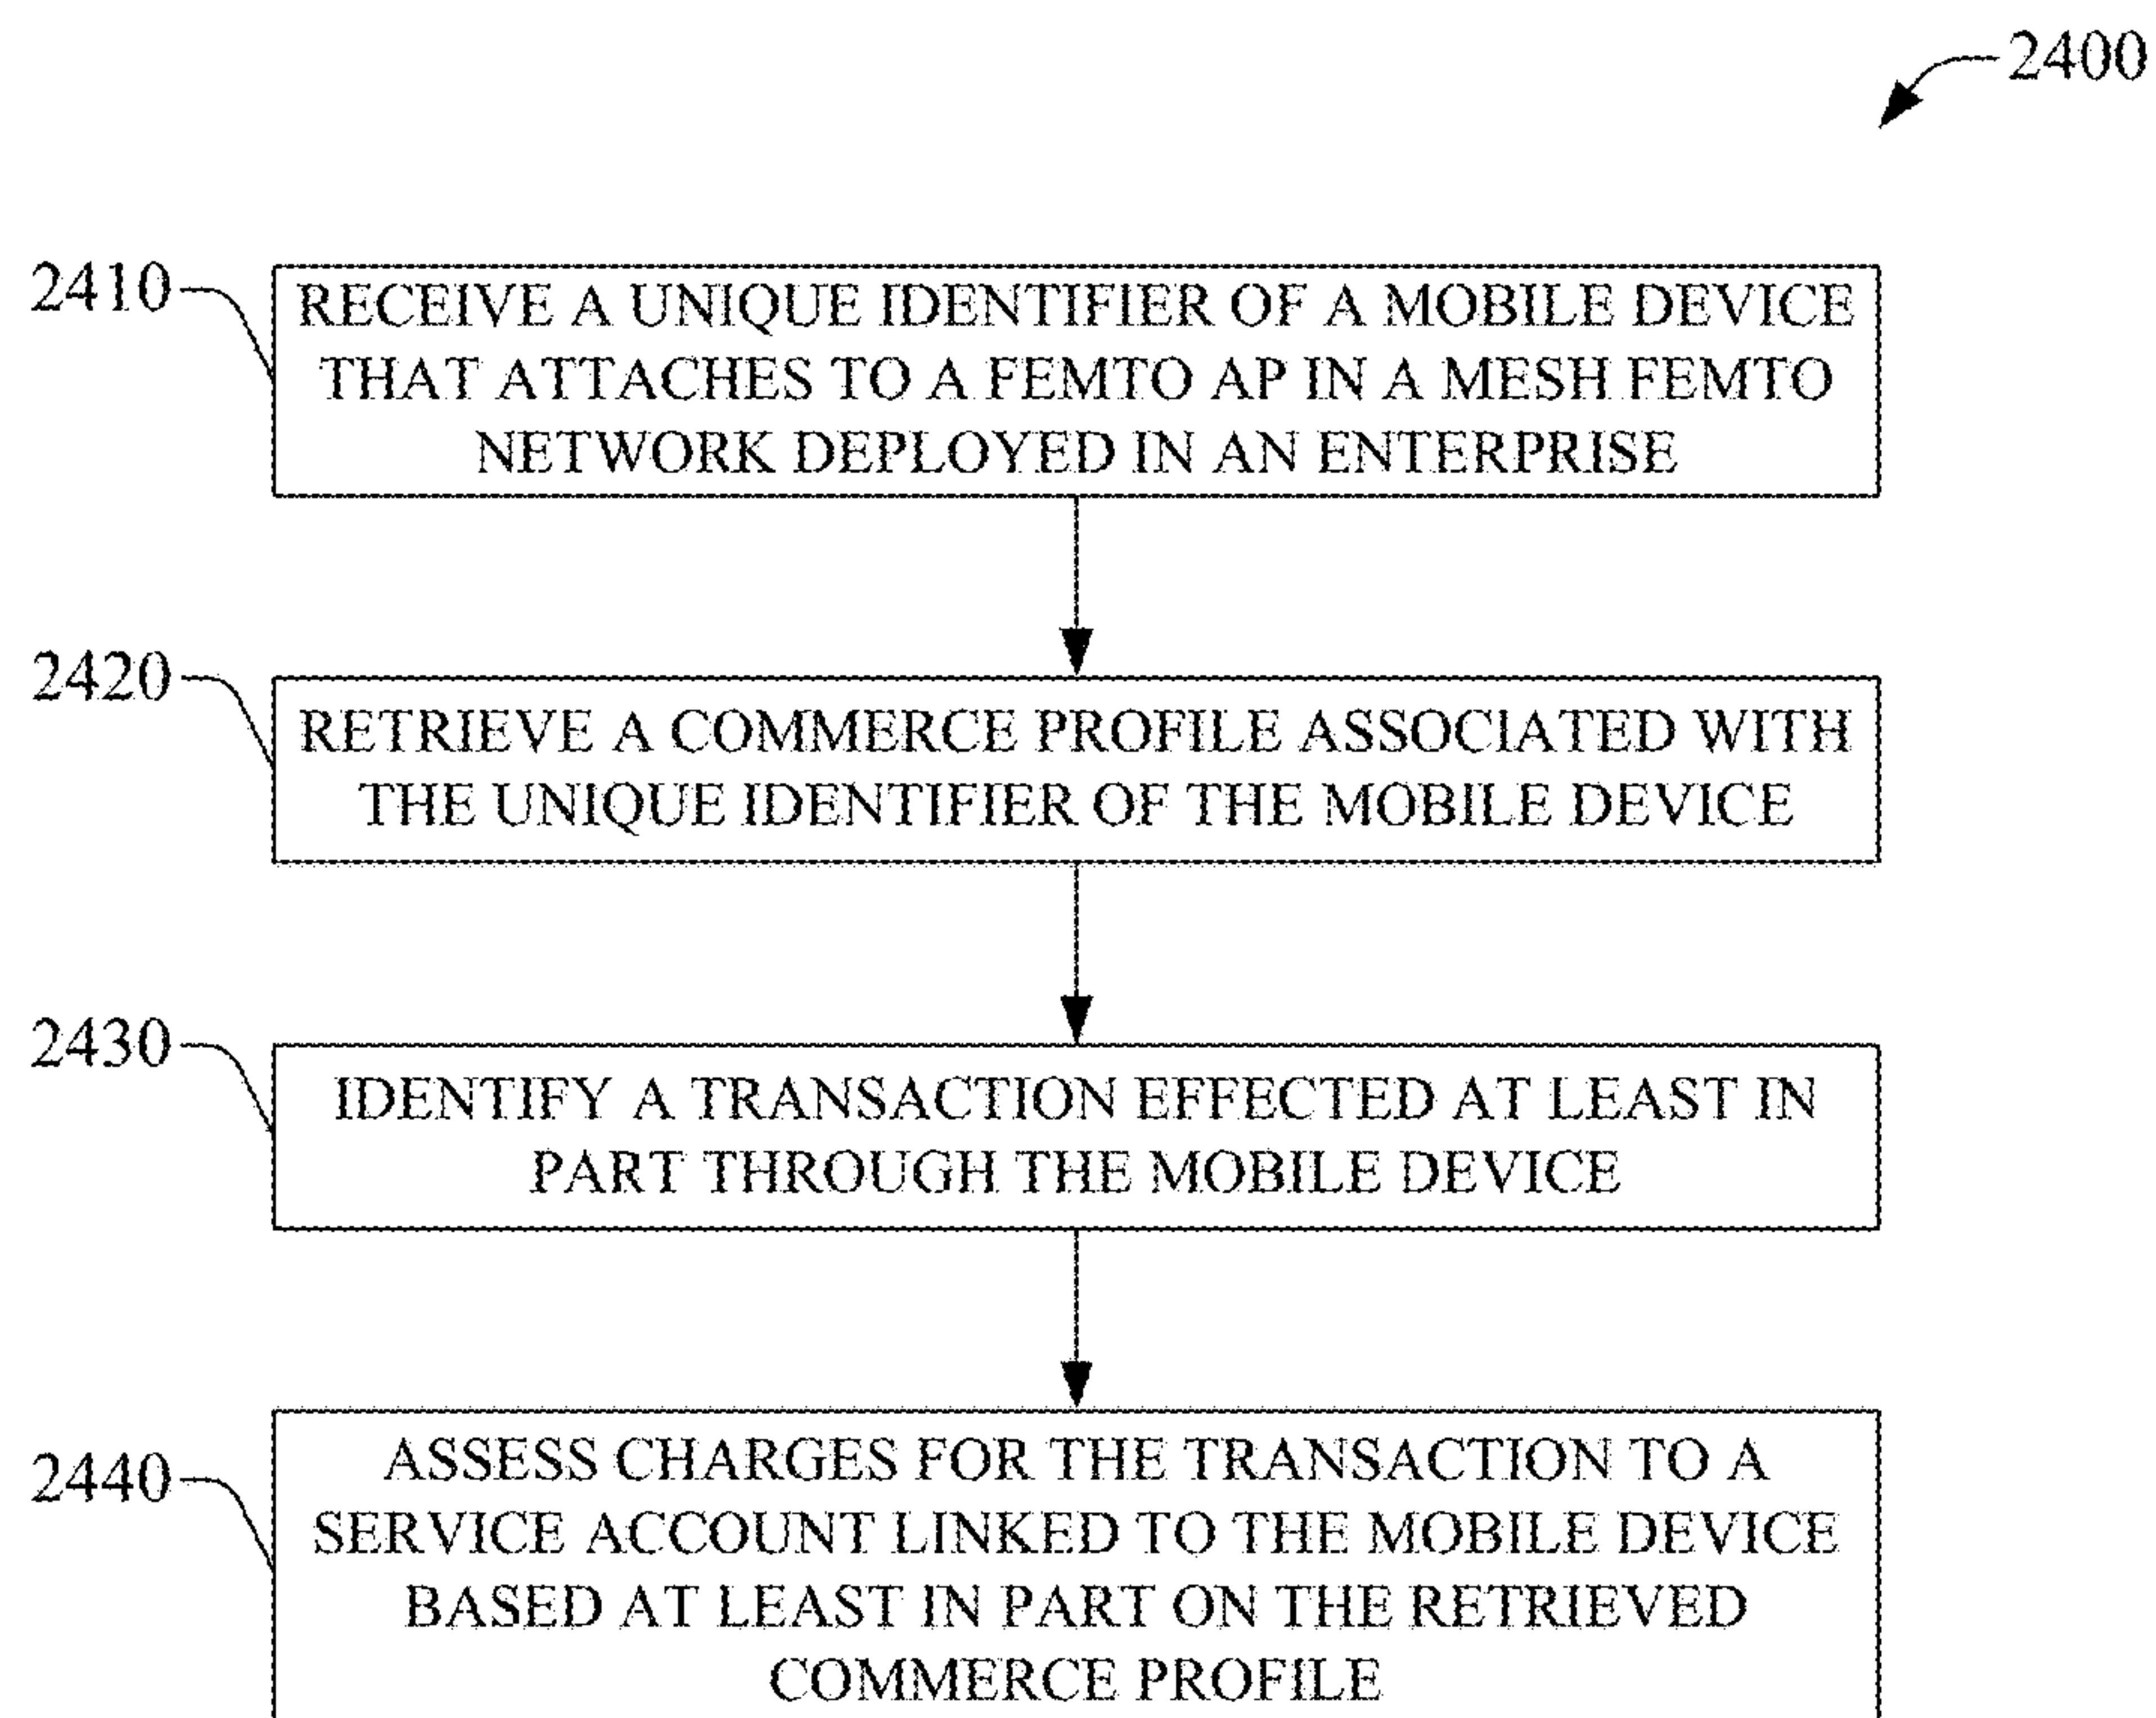 2400
2410
RECEIVE A UNIQUE IDENTIFIER OF A MOBILE DEVICE
THAT ATTACHES TO A FEMTO AP IN A MESH FEMTO
NETWORK DEPLOYED IN AN ENTERPRISE
2420
RETRIEVE A COMMERCE PROFILE ASSOCIATED WITH
THE UNIQUE IDENTIFIER OF THE MOBILE DEVICE
2430
IDENTIFY A TRANSACTION EFFECTED AT LEAST IN
PART THROUGH THE MOBILE DEVICE
2440
ASSESS CHARGES FOR THE TRANSACTION TO A
SERVICE ACCOUNT LINKED TO THE MOBILE DEVICE
BASED AT LEAST IN PART ON THE RETRIEVED
COMMERCE PROFILE